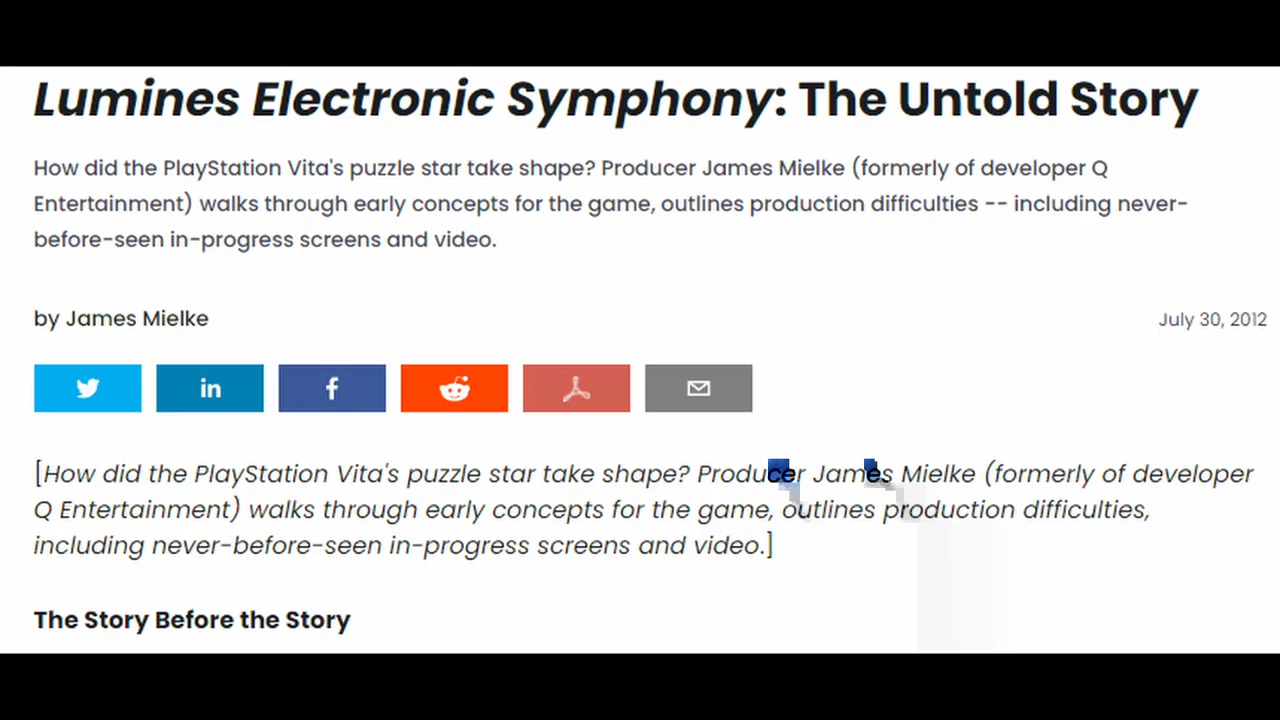 Lumines Electronic Symphony: The Untold Story
How did the PlayStation Vita's puzzle star take shape? Producer James Mielke (formerly of developer Q
Entertainment) walks through early concepts for the game, outlines production difficulties -- including never-
before-seen in-progress screens and video.
by James Mielke
July 30, 2012
in
f
[How did the PlayStation Vita's puzzle star take shape? Producer James Mielke (formerly of developer
Q Entertainment) walks through early concepts for the game, outlines production difficulties,
including never-before-seen in-progress screens and video.]
The Story Before the Story